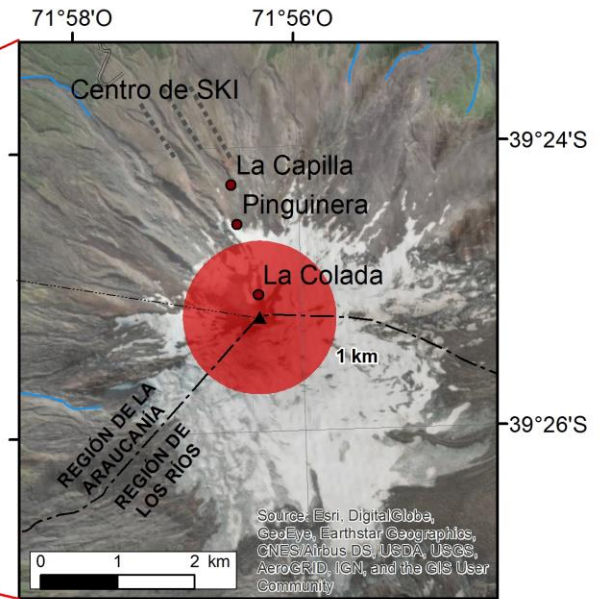 71°58'O
71°56'O
Centro de SKI
39°24'S
La Capilla
Pinguinera
La Colada
1 km
REGIÓN DE LA
ARAUCANÍA
REGIÓN DE
LOS RIOS
39°26'S
Source: Esri, DigitalGlobe,
GeoEye, Earthstar Geographics,
CNES/Airbus DS, USDA, USGS,
AeroGRID, IGN, and the GIS User
Community
0 1 2 km